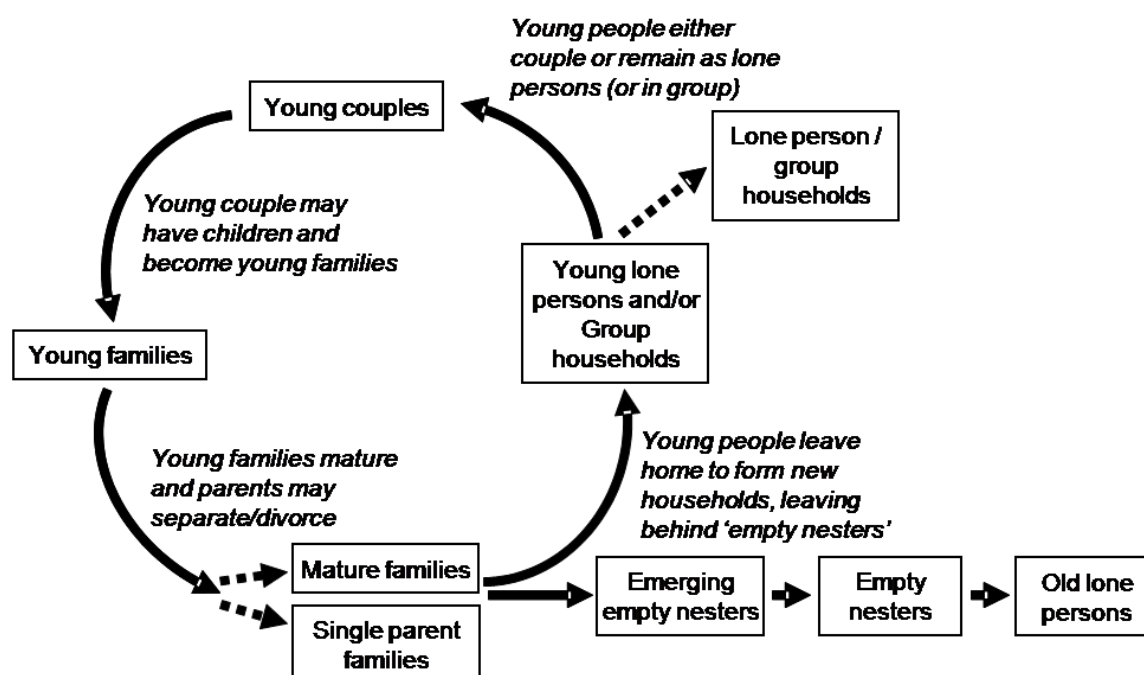 Young people either
couple or remain as lone
persons (or in group)
Young couples
Lone person /
group
households
Young couple may
have children and
become young families
Young lone
persons and/or
Group
households
Young families
Young families mature
and parents may
separate/divorce
Young people leave
home to form new
households, leaving
behind ‘empty nesters’
Mature families
Single parent
families
Emerging
empty nesters
Empty
nesters
Old lone
persons